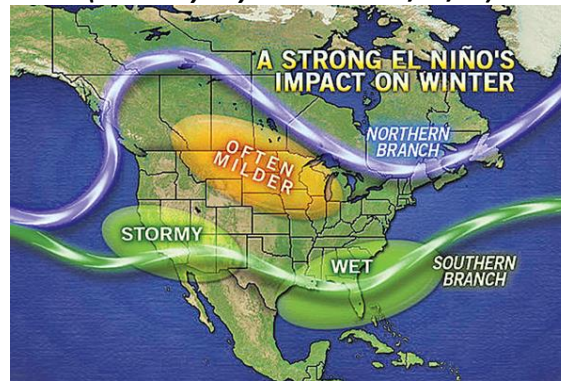 A STRONG EL NIÑO'S
IMPACT ON WINTER
NORTHERN
BRANCH
OFTEN
MILDER
STORMY
WET
SOUTHERN
BRANCH